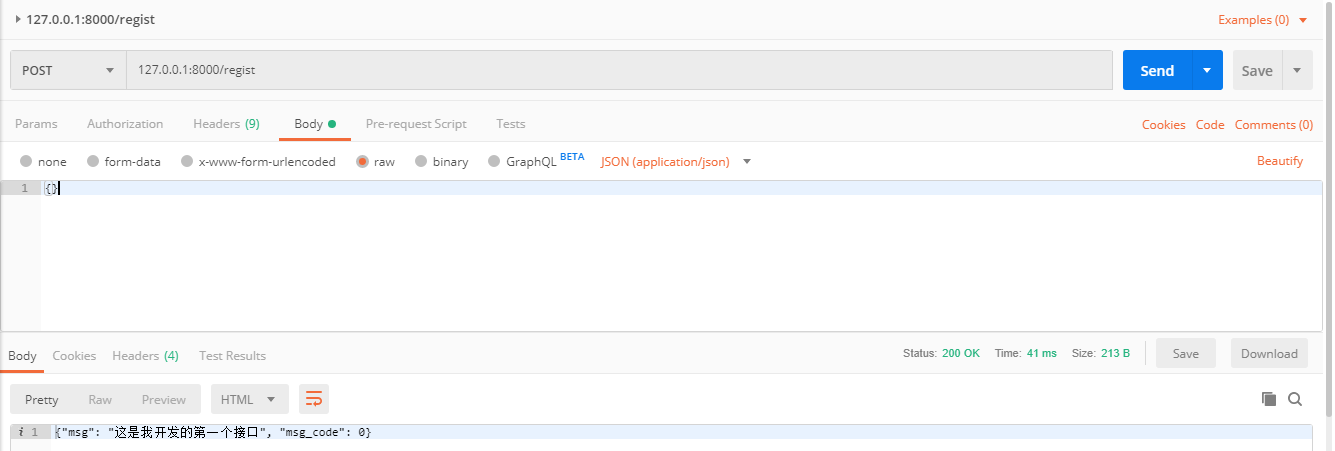 127.0.0.1:8000/regist Examples (0)
POST 127.0.0.1:8000/regist Send Save
Params Authorization Headers (9) Body Pre-request Script Tests Cookies Code Comments (0)
none form-data x-www-form-urlencoded raw binary GraphQL BETA JSON (application/json) Beautify
1 {}
Body Cookies Headers (4) Test Results Status: 200 OK Time: 41 ms Size: 213 B Save Download
Pretty Raw Preview HTML
i 1 {"msg": "这是我开发的第一个接口", "msg_code": 0}